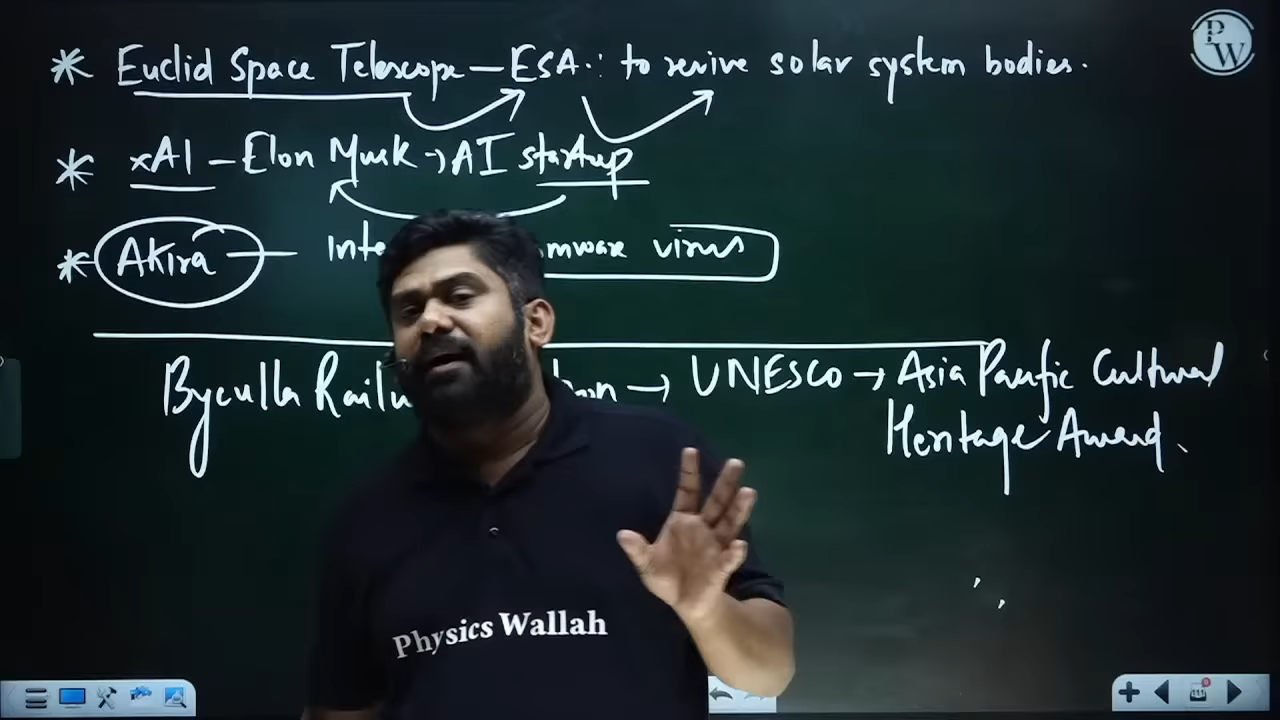 PW
* Euclid Space Telescope — ESA : to revive solar system bodies.
* xAI – Elon Musk → AI startup
* Akira — Inte mware virus
Byculla Railw on → UNESCO → Asia Pacific Cultural
Heritage Award.
Physics Wallah